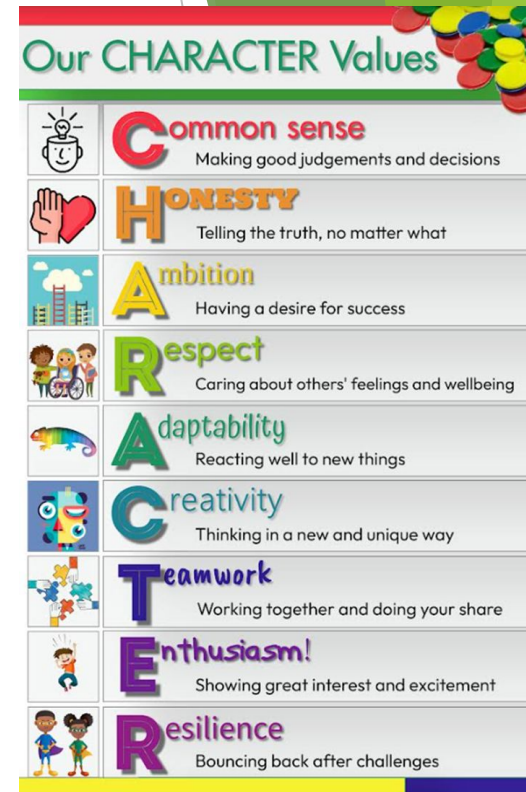 Our CHARACTER Values
Common sense
Making good judgements and decisions
HONESTY
Telling the truth, no matter what
Ambition
Having a desire for success
Respect
Caring about others' feelings and wellbeing
Adaptability
Reacting well to new things
Creativity
Thinking in a new and unique way
Teamwork
Working together and doing your share
Enthusiasm!
Showing great interest and excitement
Resilience
Bouncing back after challenges